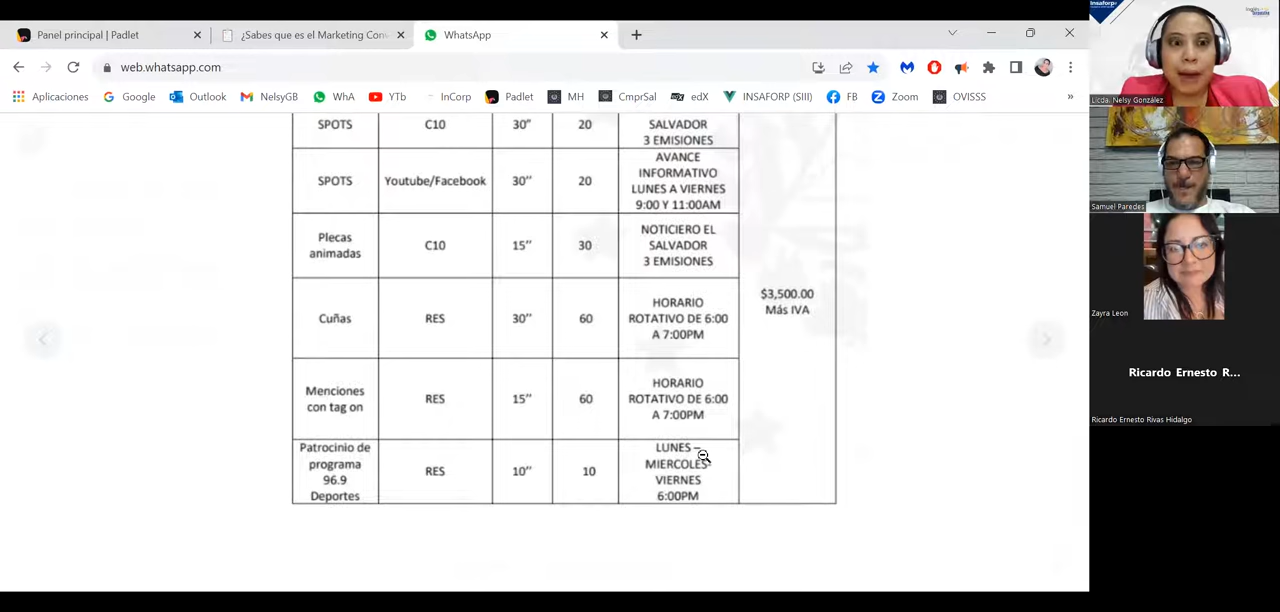 Panel principal | Padlet
¿Sabes que es el Marketing Con
WhatsApp
web.whatsapp.com
Aplicaciones
Google
Outlook
NelsyGB
WhA
YTb
InCorp
Padlet
MH
CmprSal
edX
INSAFORP (SIII)
FB
Zoom
OVISSS
»
SPOTS C10 30" 20 SALVADOR
3 EMISIONES
SPOTS Youtube/Facebook 30" 20 AVANCE
INFORMATIVO
LUNES A VIERNES
9:00 Y 11:00AM
Plecas
animadas
C10 15" 30
NOTICIERO EL
SALVADOR
3 EMISIONES
Cuñas RES 30" 60
HORARIO
ROTATIVO DE 6:00
A 7:00PM
Menciones
con tag on
RES 15" 60
HORARIO
ROTATIVO DE 6:00
A 7:00PM
Patrocinio de
programa
96.9
Deportes
RES 10" 10
LUNES –
MIERCOLES-
VIERNES
6:00PM
$3,500.00
Más IVA
Insaforp
Licda. Nelsy González
Samuel Paredes
Zayra Leon
Ricardo Ernesto R...
Ricardo Ernesto Rivas Hidalgo